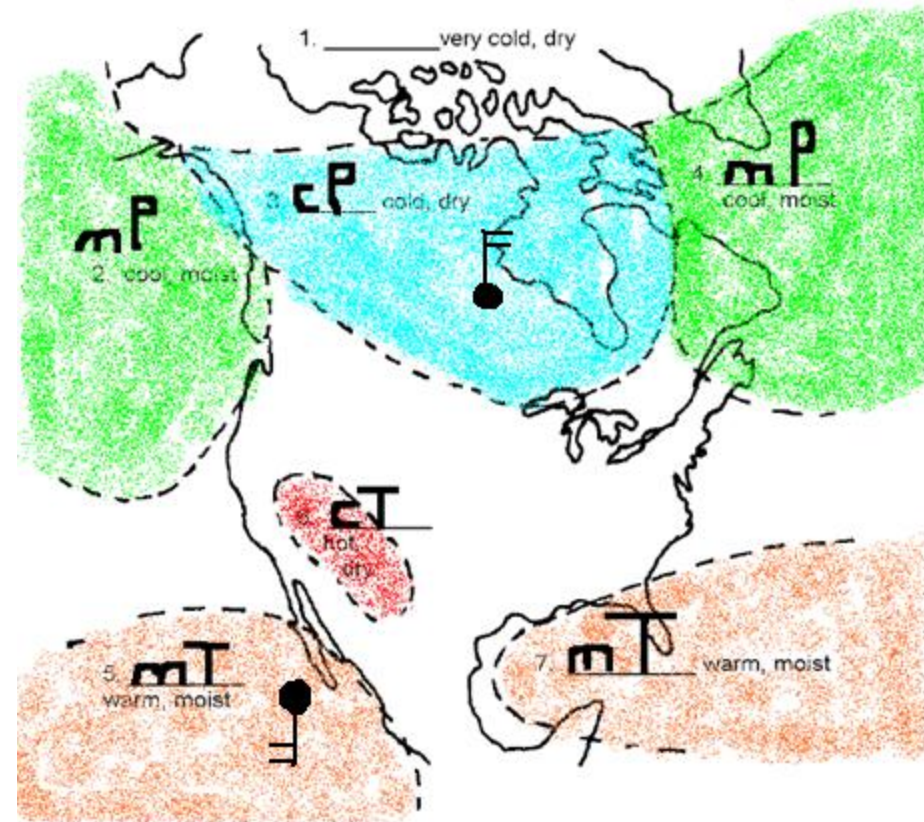 1. __________very cold, dry
4. mP
cool, moist
3. cP cold, dry
mP
2. cool, moist
6. cT
hot,
dry
5. mT
warm, moist
7. mT warm, moist